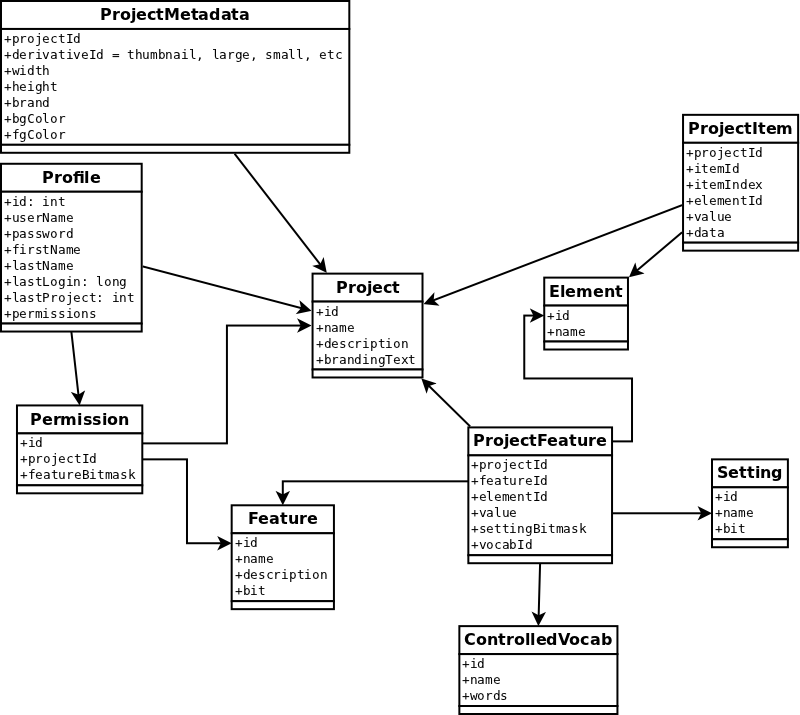 ProjectMetadata
+projectId
+derivativeId = thumbnail, large, small, etc
+width
+height
+brand
+bgColor
+fgColor
Profile
+id: int
+userName
+password
+firstName
+lastName
+lastLogin: long
+lastProject: int
+permissions
ProjectItem
+projectId
+itemId
+itemIndex
+elementId
+value
+data
Project
+id
+name
+description
+brandingText
Element
+id
+name
Permission
+id
+projectId
+featureBitmask
ProjectFeature
+projectId
+featureId
+elementId
+value
+settingBitmask
+vocabId
Setting
+id
+name
+bit
Feature
+id
+name
+description
+bit
ControlledVocab
+id
+name
+words